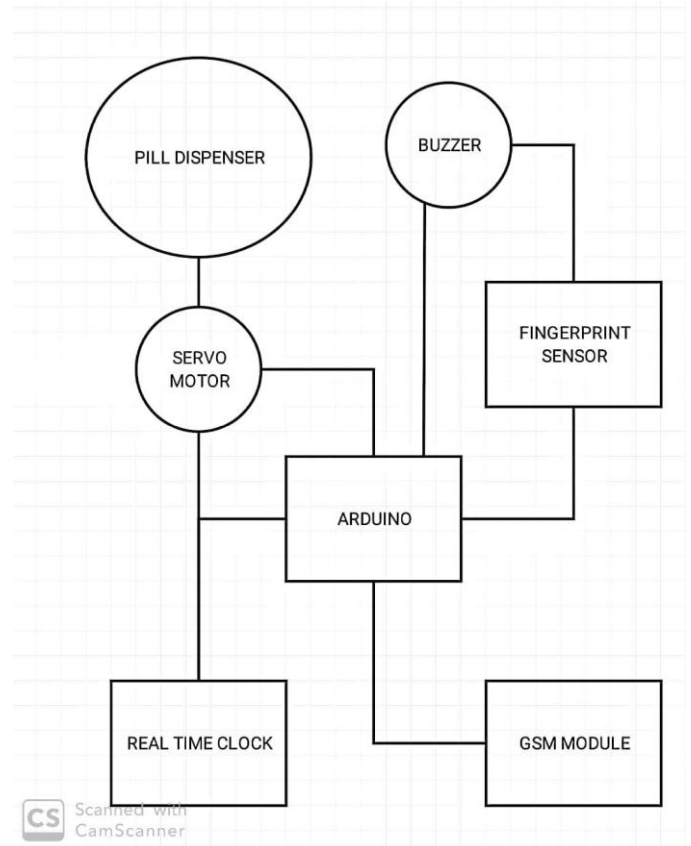 PILL DISPENSER
BUZZER
FINGERPRINT
SENSOR
SERVO
MOTOR
ARDUINO
REAL TIME CLOCK
GSM MODULE
CS Scanned with
CamScanner